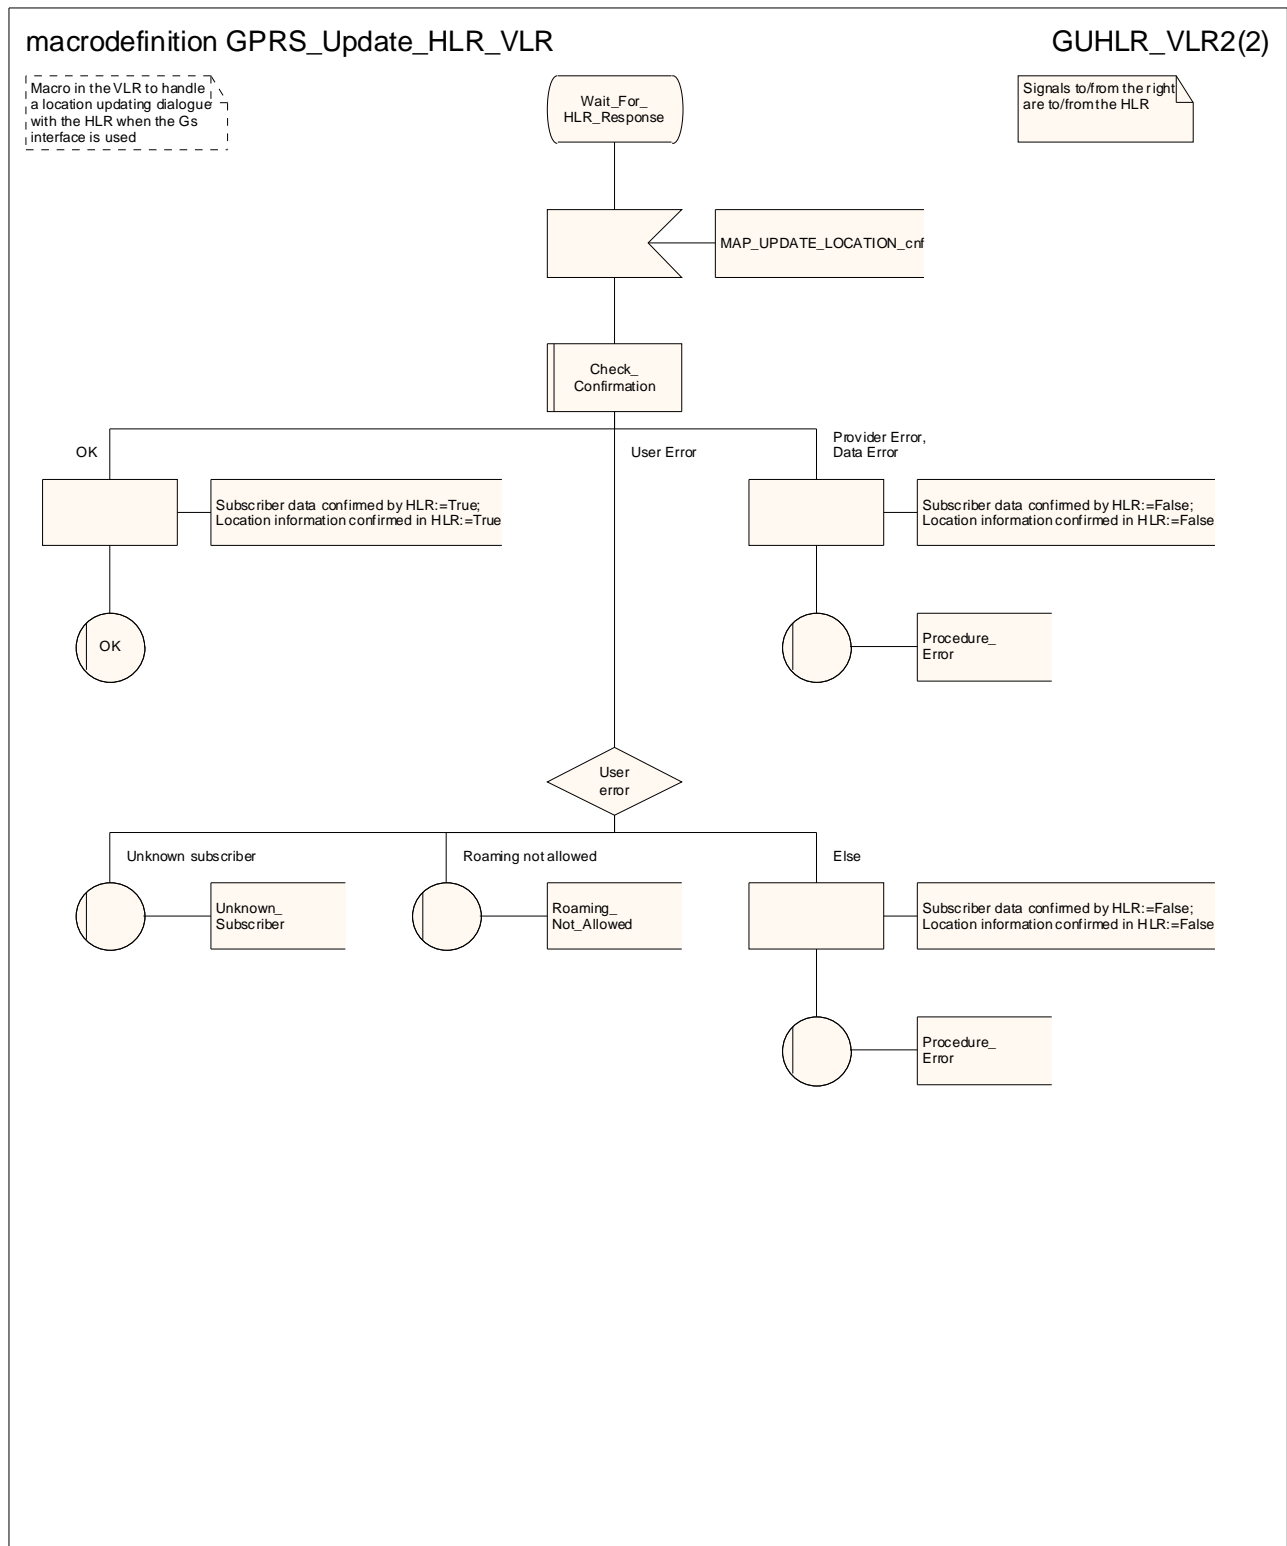 macrodefinition GPRS_Update_HLR_VLR
GUHLR_VLR2(2)
Macro in the VLR to handle
a location updating dialogue
with the HLR when the Gs
interface is used
Wait_For_
HLR_Response
Signals to/from the right
are to/from the HLR
MAP_UPDATE_LOCATION_cnf
Check_
Confirmation
OK
User Error
Provider Error,
Data Error
Subscriber data confirmed by HLR:=True;
Location information confirmed in HLR:=True
Subscriber data confirmed by HLR:=False;
Location information confirmed in HLR:=False
OK
Procedure_
Error
User
error
Unknown subscriber
Roaming not allowed
Else
Unknown_
Subscriber
Roaming_
Not_Allowed
Subscriber data confirmed by HLR:=False;
Location information confirmed in HLR:=False
Procedure_
Error